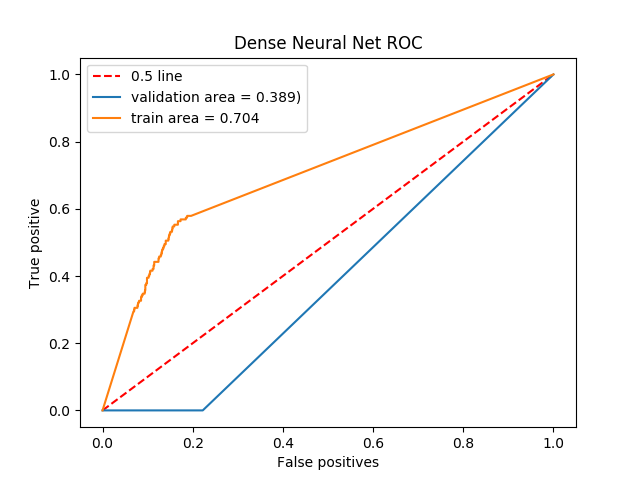 Dense Neural Net ROC
1.0
0.8
0.6
0.4
0.2
0.0
True positive
0.5 line
validation area = 0.389)
train area = 0.704
0.0 0.2 0.4 0.6 0.8 1.0
False positives